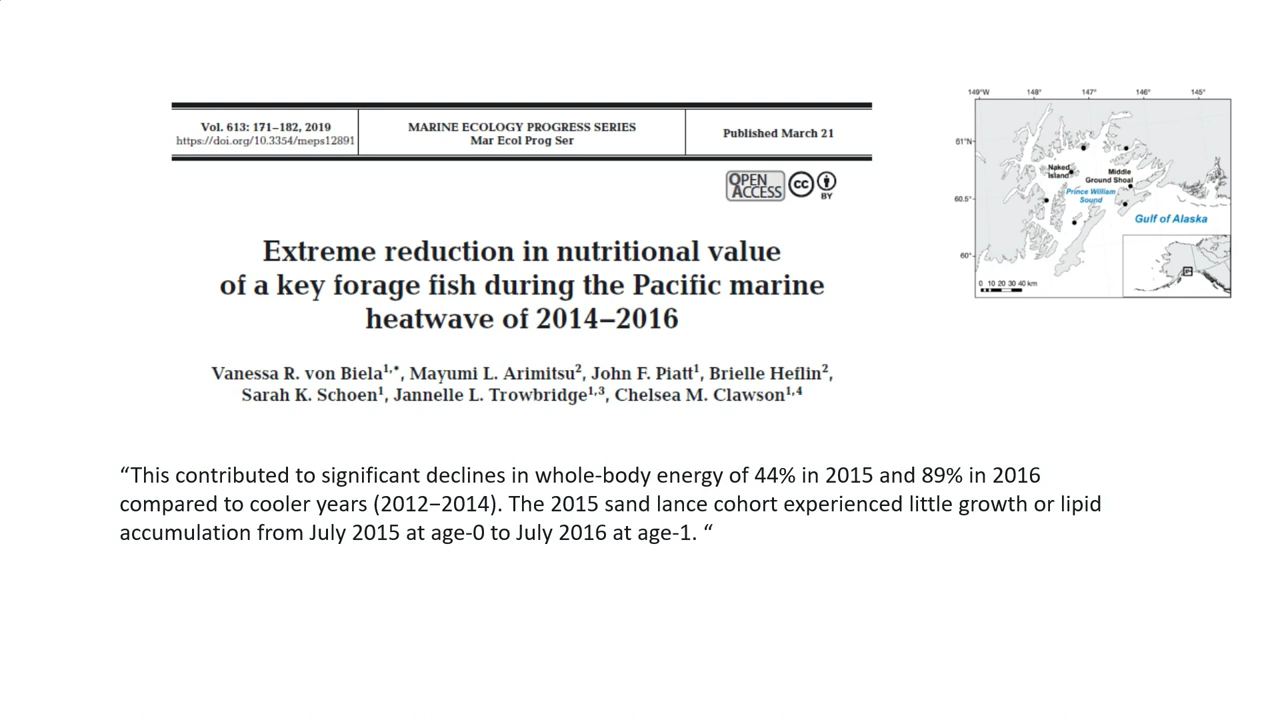 Vol. 613: 171–182, 2019
https://doi.org/10.3354/meps12891
MARINE ECOLOGY PROGRESS SERIES
Mar Ecol Prog Ser
Published March 21
OPEN
ACCESS
CC
BY
Extreme reduction in nutritional value
of a key forage fish during the Pacific marine
heatwave of 2014–2016
Vanessa R. von Biela1,*, Mayumi L. Arimitsu2, John F. Piatt1, Brielle Heflin2,
Sarah K. Schoen1, Jannelle L. Trowbridge1,3, Chelsea M. Clawson1,4
149°W 148° 147° 146° 145°
61°N
60.5°
60°
Naked
Island
Middle
Ground Shoal
Prince William
Sound
Gulf of Alaska
0 10 20 30 40 km
“This contributed to significant declines in whole-body energy of 44% in 2015 and 89% in 2016
compared to cooler years (2012−2014). The 2015 sand lance cohort experienced little growth or lipid
accumulation from July 2015 at age-0 to July 2016 at age-1. “